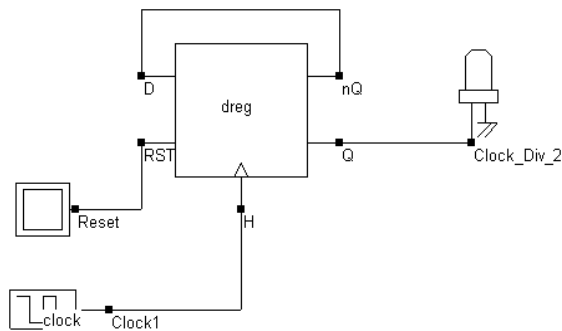 D
nQ
dreg
RST
Q
Clock_Div_2
Reset
H
clock
Clock1